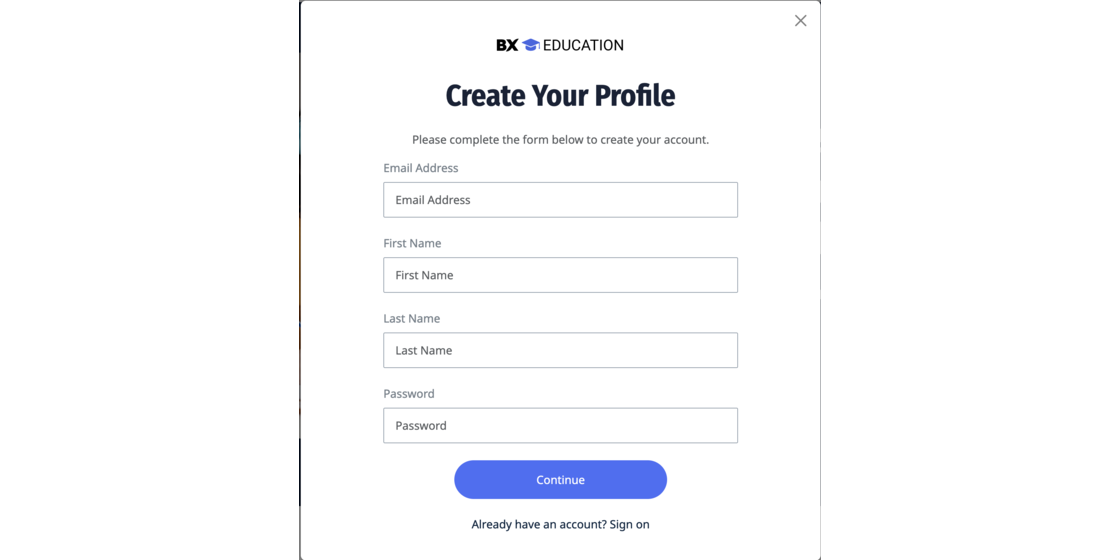 BX EDUCATION
Create Your Profile
Please complete the form below to create your account.
Email Address
Email Address
First Name
First Name
Last Name
Last Name
Password
Password
Continue
Already have an account? Sign on